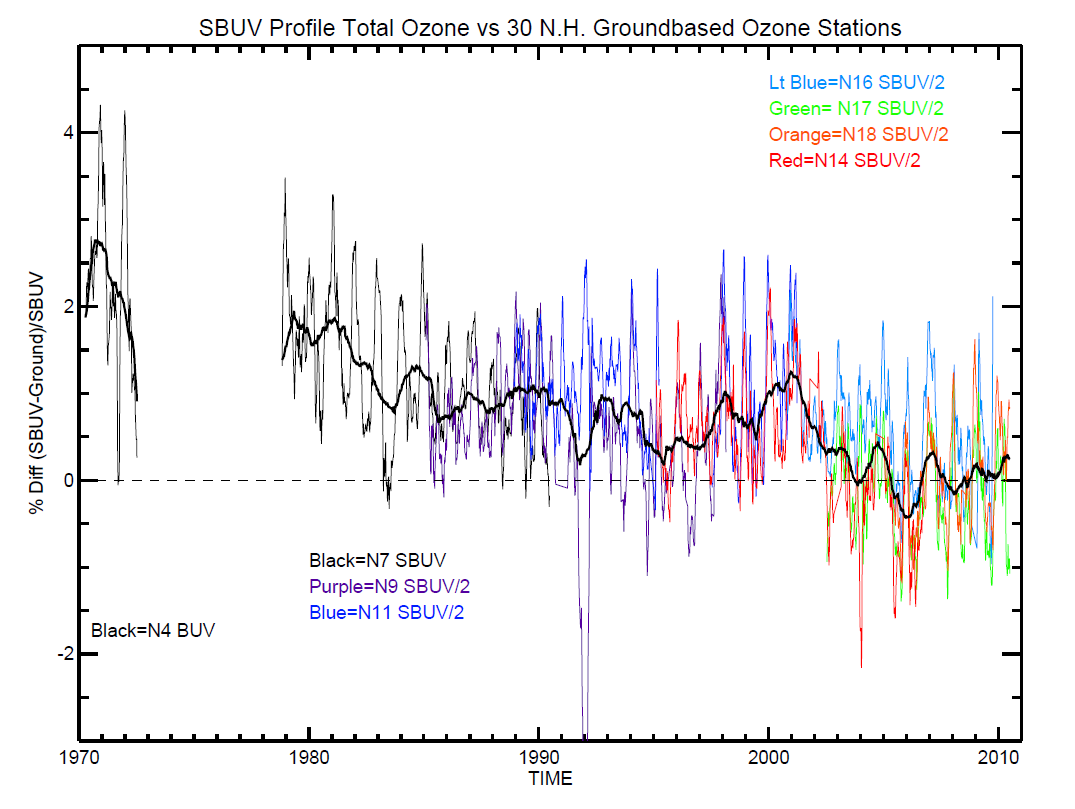 SBUV Profile Total Ozone vs 30 N.H. Groundbased Ozone Stations
Lt Blue=N16 SBUV/2
Green= N17 SBUV/2
Orange=N18 SBUV/2
Red=N14 SBUV/2
% Diff (SBUV-Ground)/SBUV
4
2
0
-2
Black=N7 SBUV
Purple=N9 SBUV/2
Blue=N11 SBUV/2
Black=N4 BUV
1970
1980
1990
2000
2010
TIME